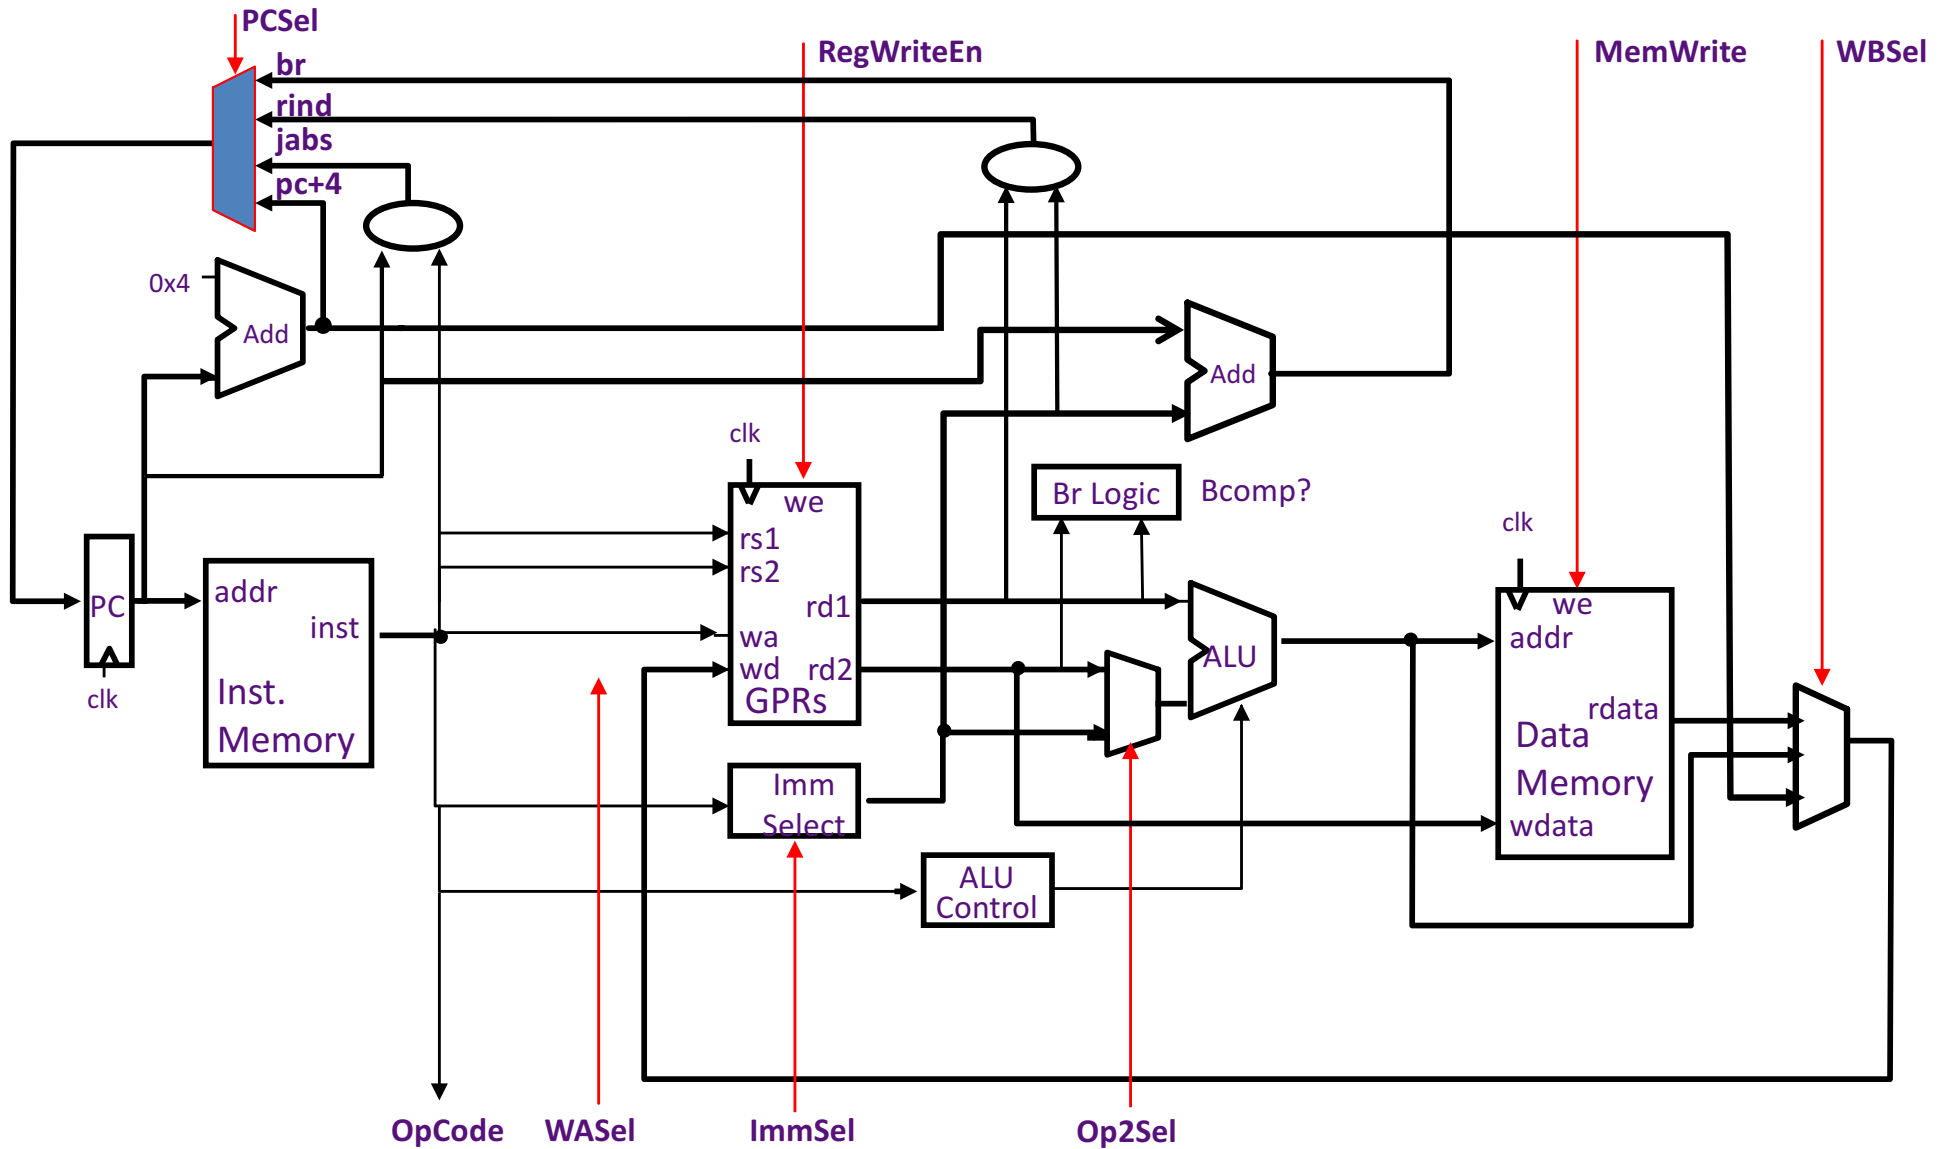 PCSel
RegWriteEn
MemWrite
WBSel
br
rind
jabs
pc+4
0x4
Add
Add
clk
we
Br Logic
Bcomp?
rs1
rs2
clk
we
PC
addr
inst
rd1
addr
wa
wd
rd2
GPRs
ALU
clk
Inst.
Memory
rdata
Data
Memory
wdata
Imm
Select
ALU
Control
OpCode
WASel
ImmSel
Op2Sel